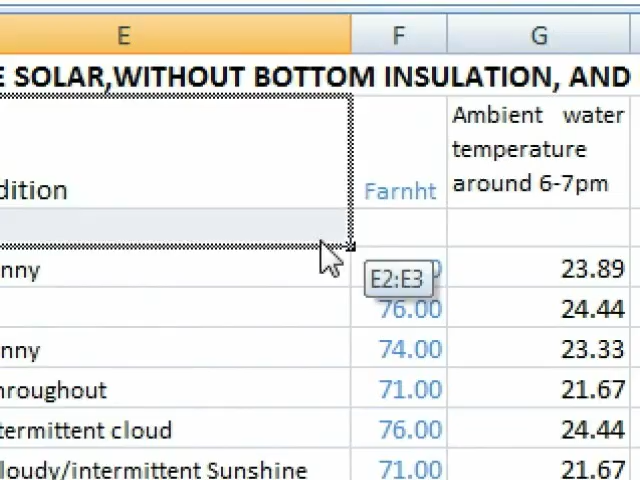 E F G
E SOLAR,WITHOUT BOTTOM INSULATION, AND
Ambient water
temperature
around 6-7pm
dition Farnht
nny 23.89
E2:E3
76.00 24.44
nny 74.00 23.33
hroughout 71.00 21.67
termittent cloud 76.00 24.44
loudy/intermittent Sunshine 71.00 21.67